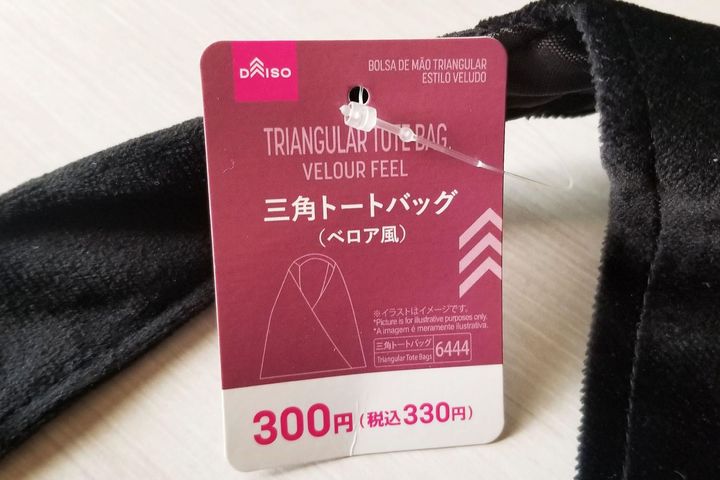 DAISO
BOLSA DE MÃO TRIANGULAR
ESTILO VELUDO
TRIANGULAR TOTE BAG
VELOUR FEEL
三角トートバッグ
(ベロア風)
※イラストはイメージです。
*Picture is for illustrative purposes only.
*A imagem é meramente ilustrativa.
三角トートバッグ
Triangular Tote Bags
6444
300円(税込330円)